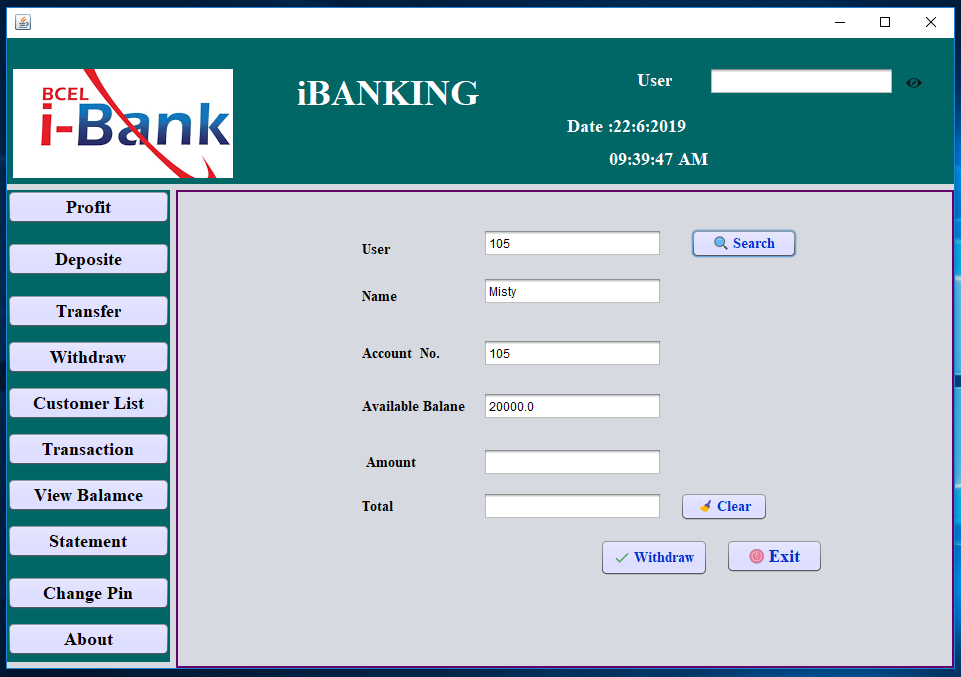 BCEL
i-Bank
iBANKING
User
Date :22:6:2019
09:39:47 AM
Profit
Deposite
Transfer
Withdraw
Customer List
Transaction
View Balamce
Statement
Change Pin
About
User 105 Search
Name Misty
Account No. 105
Available Balane 20000.0
Amount
Total Clear
Withdraw Exit